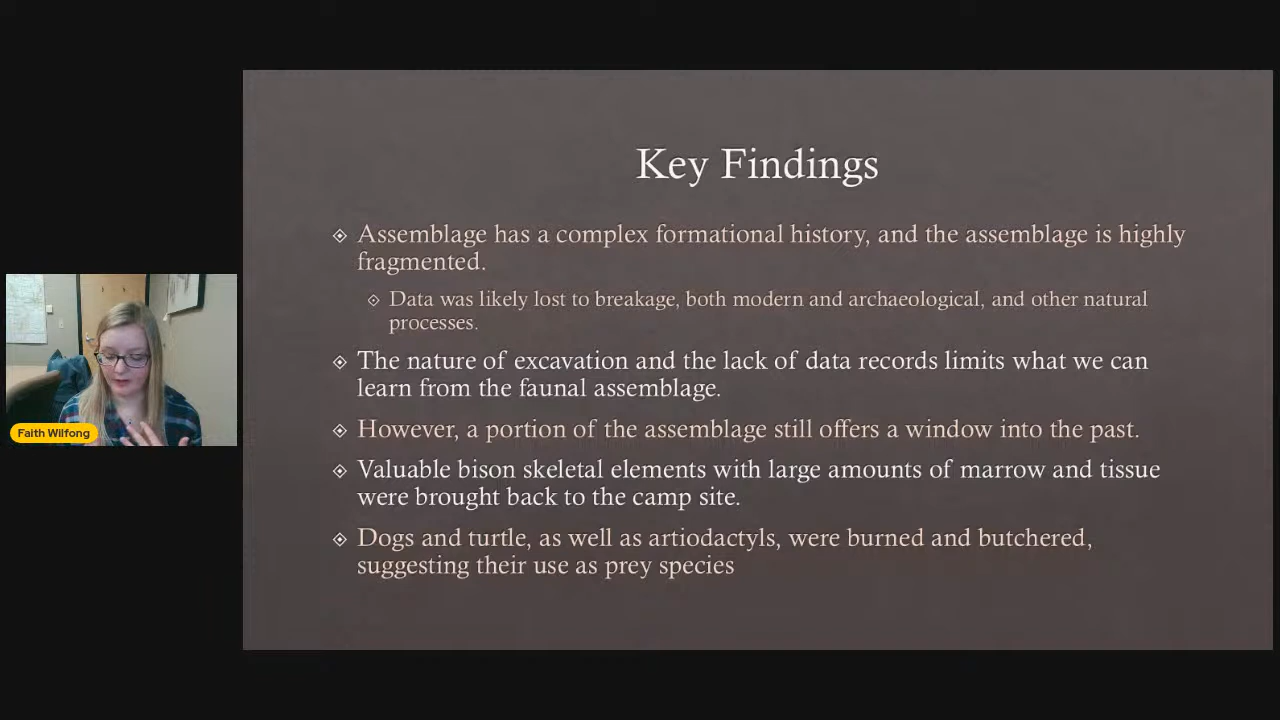 Key Findings
Assemblage has a complex formational history, and the assemblage is highly
fragmented.
Data was likely lost to breakage, both modern and archaeological, and other natural
processes.
The nature of excavation and the lack of data records limits what we can
learn from the faunal assemblage.
However, a portion of the assemblage still offers a window into the past.
Valuable bison skeletal elements with large amounts of marrow and tissue
were brought back to the camp site.
Dogs and turtle, as well as artiodactyls, were burned and butchered,
suggesting their use as prey species
Faith Wilfong